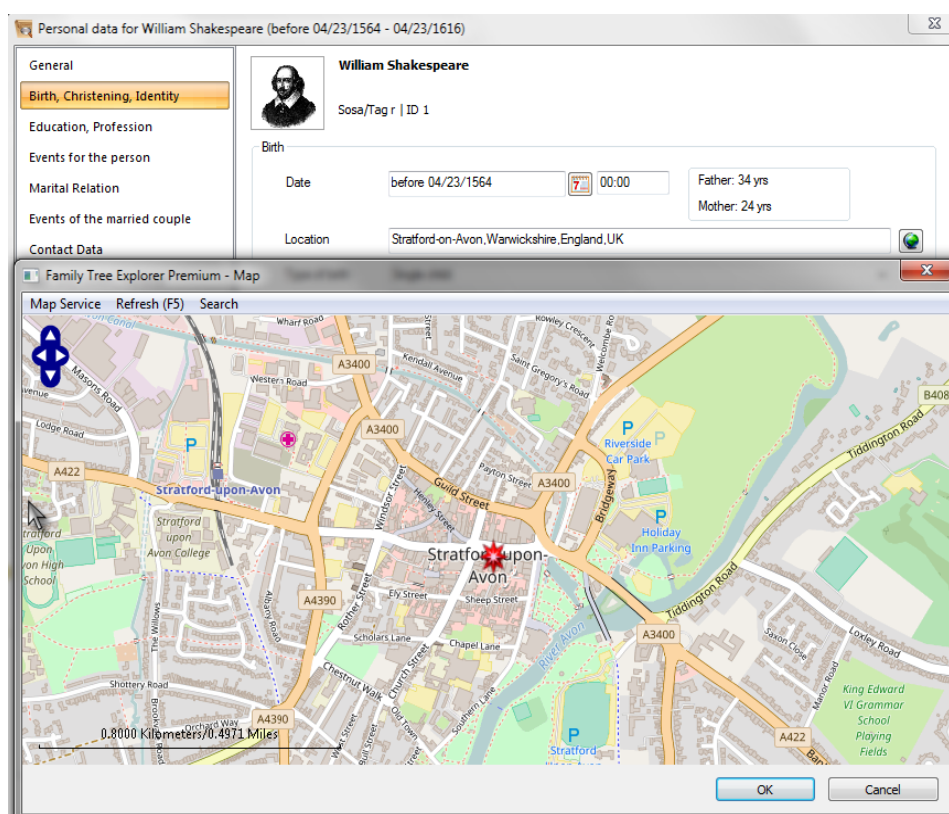 Personal data for William Shakespeare (before 04/23/1564 - 04/23/1616)
General
Birth, Christening, Identity
Education, Profession
Events for the person
Marital Relation
Events of the married couple
Contact Data
William Shakespeare
Sosa/Tag r | ID 1
Birth
Date before 04/23/1564 7 00:00 Father: 34 yrs
Mother: 24 yrs
Location Stratford-on-Avon,Warwickshire,England,UK
Family Tree Explorer Premium - Map
Map Service Refresh (F5) Search
Wharf Road
Rowley Crescent
Welcombe Ro
Masons Road
A3400
Kendall Avenue
Saint Gregory's Road
Western Road
B408
Lodge Road
A3400
P
Riverside P
Car Park
Tiddington Road
P
A422
Payton Street
A3400
Stratford-upon-Avon
Windsor Street
Henley Street
Guild Street
Bridgeway
P
Holiday
Inn Parking
Stratford
upon
Avon College
Upon
von High
School
Stratford-upon-
Avon
Tiddington Road
The Willows
Albany Road
A4390
Rother Street
Ely Street
Sheep Street
River Avon
A3400
Saxon Close
Loxley Road
Scholars Lane
Chapel Lane
Church Street
Chestnut Walk
Old Town
Southern Lane
Shottery Road
Manor Road
King Edward
VI Grammar
School
Playing
Fields
Orchard Way
A4390
0.8000 Kilometers/0.4971 Miles
P
Stratford
A422
OK Cancel